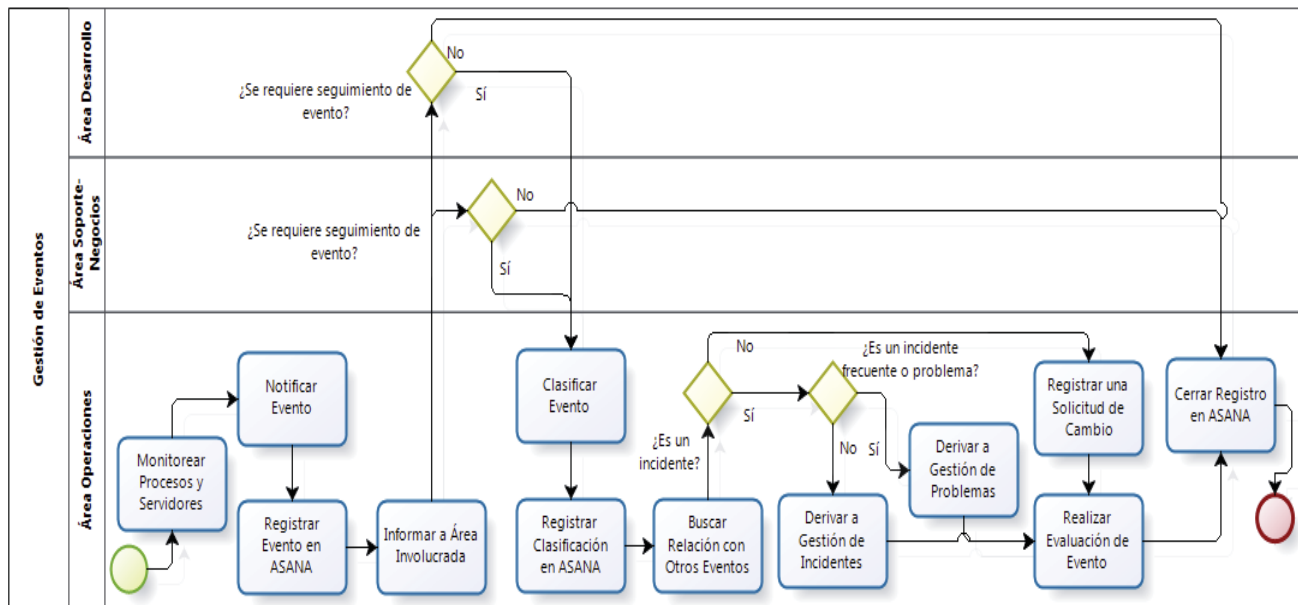 Gestión de Eventos
Área Desarrollo
¿Se requiere seguimiento de
evento?
No
Sí
Área Soporte-
Negocios
¿Se requiere seguimiento de
evento?
No
Sí
Área Operaciones
Monitorear
Procesos y
Servidores
Notificar
Evento
Registrar
Evento en
ASANA
Informar a Área
Involucrada
Clasificar
Evento
Registrar
Clasificación
en ASANA
Buscar
Relación con
Otros Eventos
¿Es un
incidente?
No
Sí
¿Es un incidente
frecuente o problema?
No
Sí
Derivar a
Gestión de
Incidentes
Derivar a
Gestión de
Problemas
Registrar una
Solicitud de
Cambio
Realizar
Evaluación de
Evento
Cerrar Registro
en ASANA